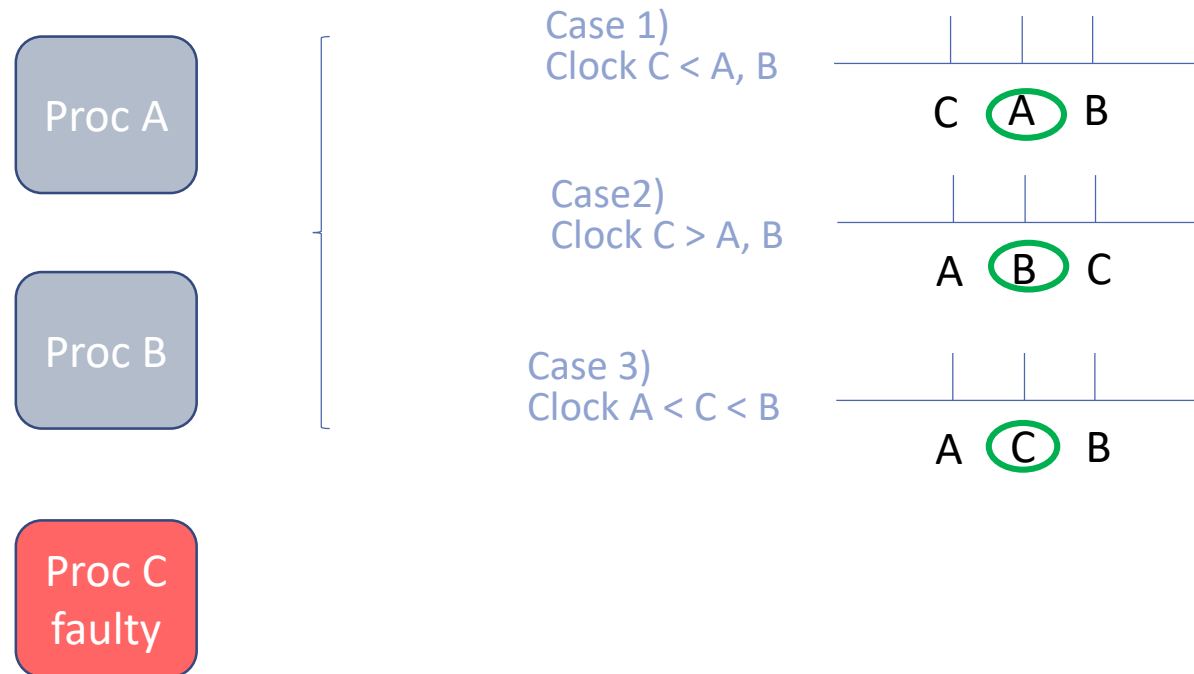 Proc A
Proc B
Proc C
faulty
Case 1)
Clock C < A, B
C A B
Case2)
Clock C > A, B
A B C
Case 3)
Clock A < C < B
A C B